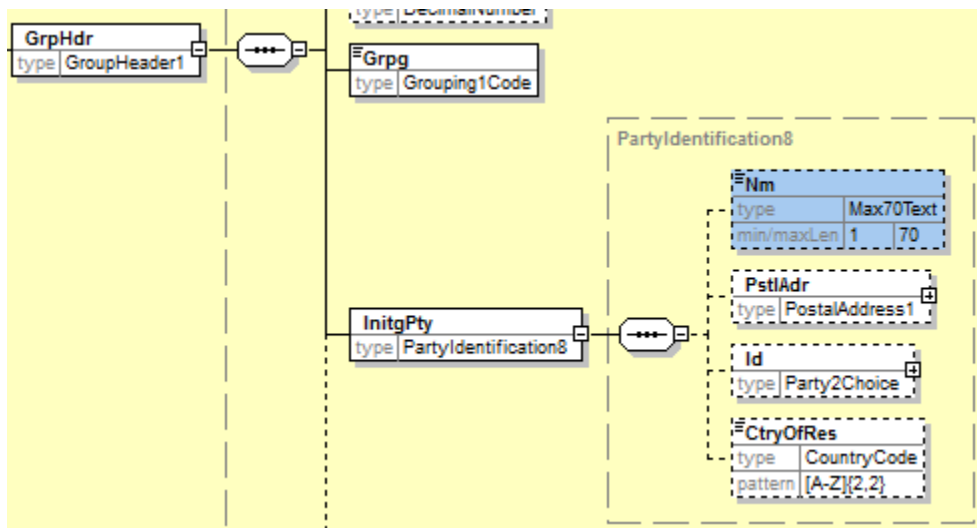 type DecimalNumber
GrpHdr
type GroupHeader1
Grpg
type Grouping1Code
PartyIdentification8
Nm
type Max70Text
min/maxLen 1 70
PstlAdr
type PostalAddress1
InitgPty
type PartyIdentification8
Id
type Party2Choice
CtryOfRes
type CountryCode
pattern [A-Z]{2,2}